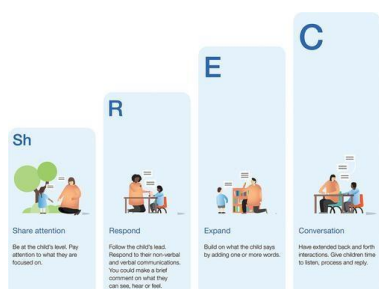 Sh
Share attention
Be at the child's level. Pay
attention to what they are
focused on.
R
Respond
Follow the child's lead.
Respond to their non-verbal
and verbal communications.
You could make a brief
comment on what they
can see, hear or feel.
E
Expand
Build on what the child says
by adding one or more words.
C
Conversation
Have extended back and forth
interactions. Give children time
to listen, process and reply.